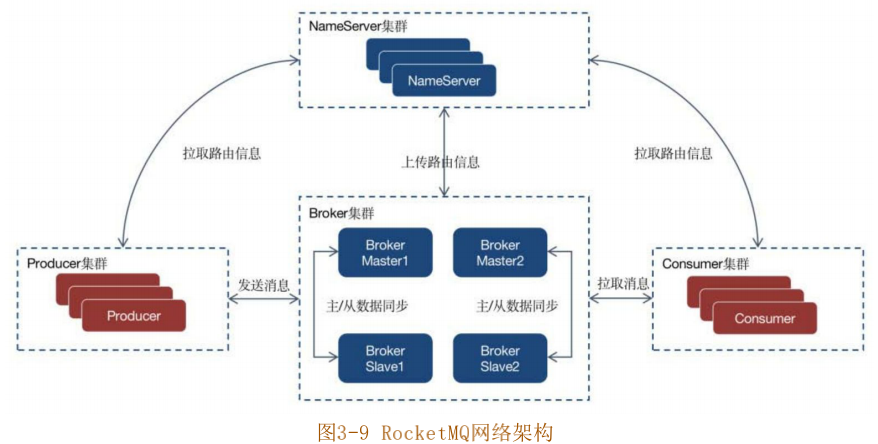 NameServer集群
NameServer
拉取路由信息
上传路由信息
拉取路由信息
Broker集群
Producer集群
Producer
发送消息
Broker
Master1
Broker
Master2
主/从数据同步
主/从数据同步
Broker
Slave1
Broker
Slave2
拉取消息
Consumer集群
Consumer
图3-9 RocketMQ网络架构